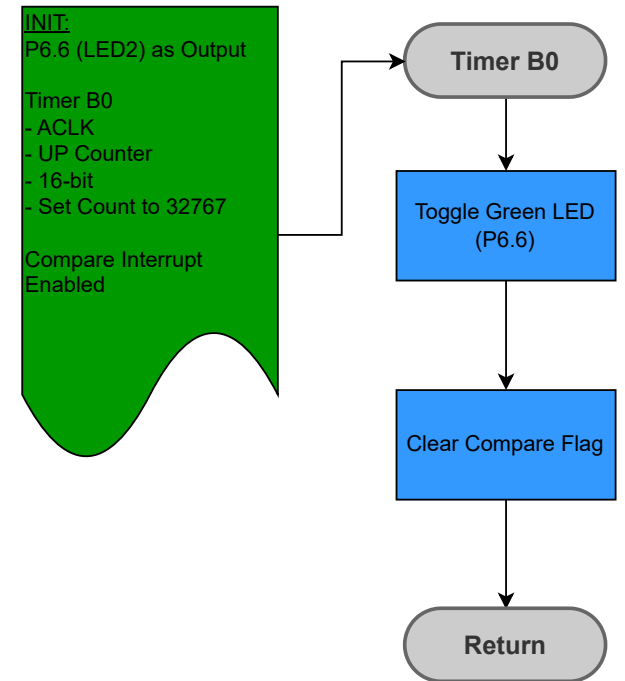 INIT:
P6.6 (LED2) as Output
Timer B0
- ACLK
- UP Counter
- 16-bit
- Set Count to 32767
Compare Interrupt
Enabled
Timer B0
Toggle Green LED
(P6.6)
Clear Compare Flag
Return